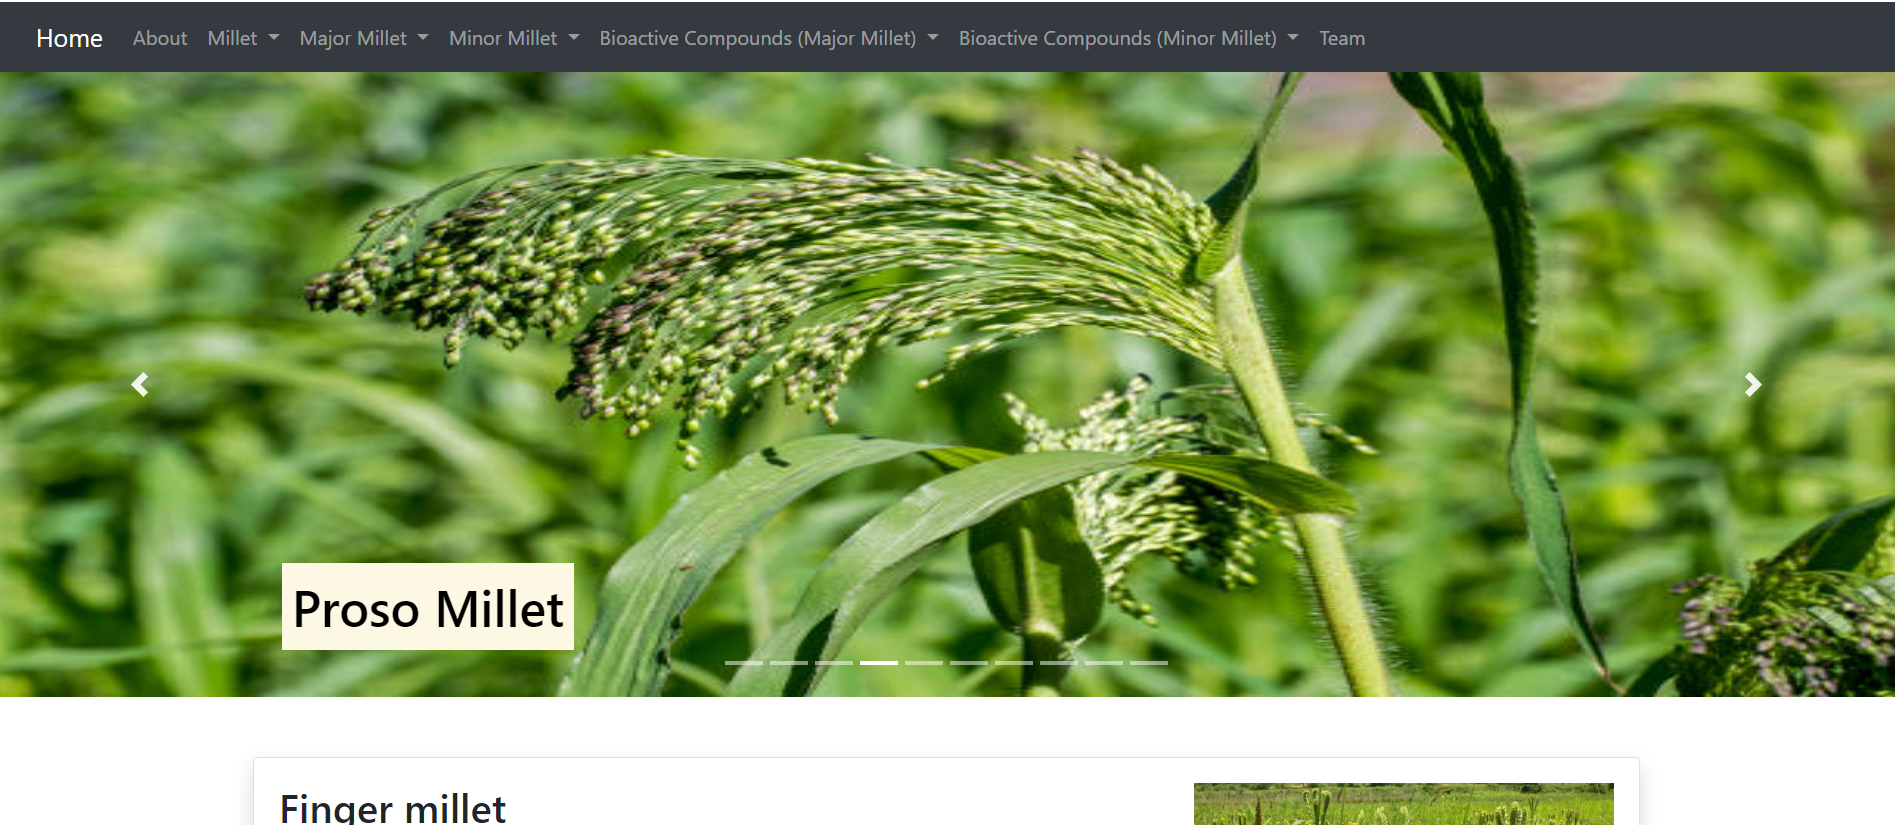 Home About Millet Major Millet Minor Millet Bioactive Compounds (Major Millet) Bioactive Compounds (Minor Millet) Team
Proso Millet
Finger millet